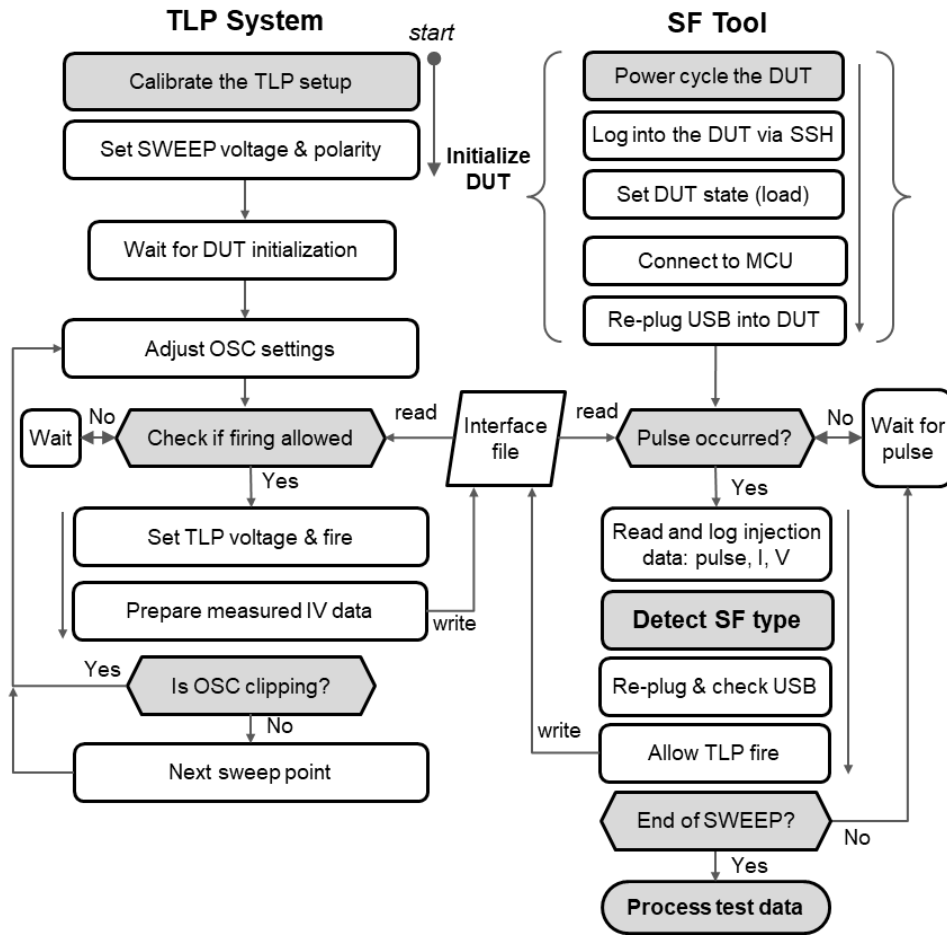 TLP System
start
Calibrate the TLP setup
Set SWEEP voltage & polarity
Initialize
DUT
Wait for DUT initialization
Adjust OSC settings
Wait
No
Check if firing allowed
read
Interface
file
Yes
Set TLP voltage & fire
Prepare measured IV data
write
Yes
Is OSC clipping?
No
Next sweep point
SF Tool
Power cycle the DUT
Log into the DUT via SSH
Set DUT state (load)
Connect to MCU
Re-plug USB into DUT
read
Pulse occurred?
No
Wait for
pulse
Yes
Read and log injection
data: pulse, I, V
Detect SF type
Re-plug & check USB
write
Allow TLP fire
End of SWEEP?
No
Yes
Process test data